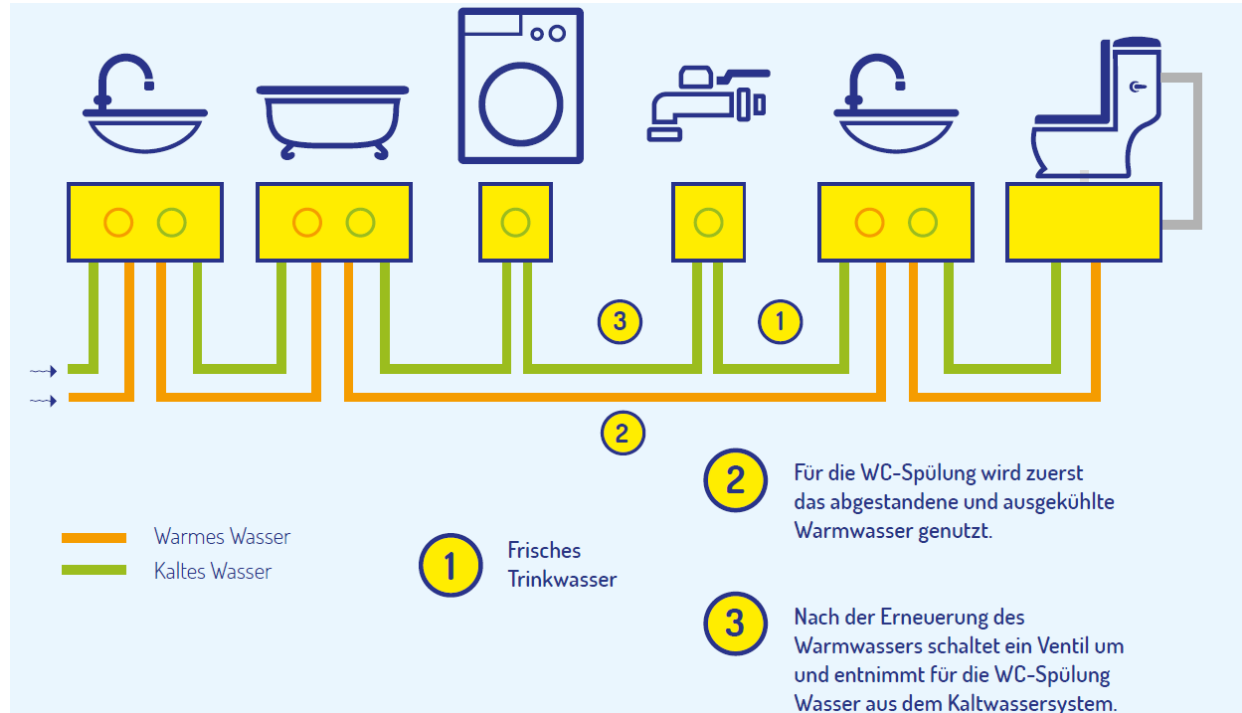 3
1
2
Warmes Wasser
Kaltes Wasser
1
Frisches
Trinkwasser
2
Für die WC-Spülung wird zuerst
das abgestandene und ausgekühlte
Warmwasser genutzt.
3
Nach der Erneuerung des
Warmwassers schaltet ein Ventil um
und entnimmt für die WC-Spülung
Wasser aus dem Kaltwassersystem.